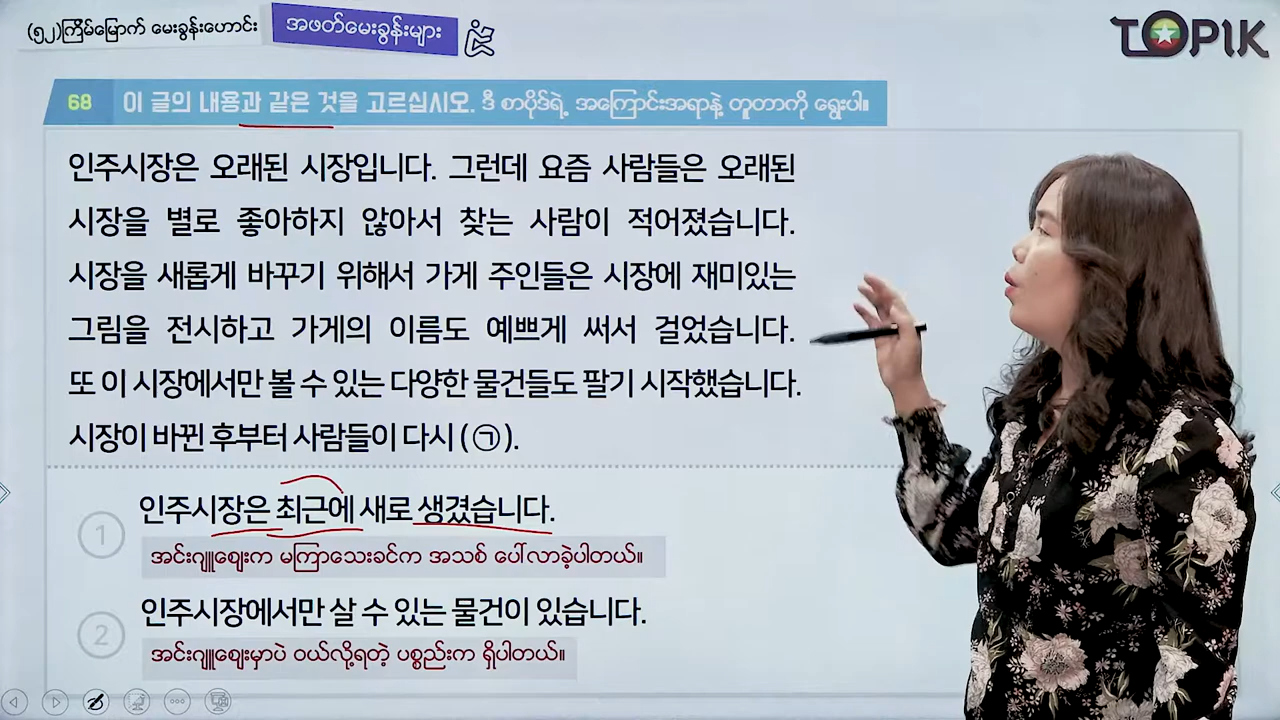 (၅၂)ကြိမ်မြောက် မေးခွန်းဟောင်း
အဖတ်မေးခွန်းများ
TOPIK
68 이 글의 내용과 같은 것을 고르십시오. ဒီ စာပိုဒ်ရဲ့ အကြောင်းအရာနဲ့ တူတာကို ရွေးပါ။
인주시장은 오래된 시장입니다. 그런데 요즘 사람들은 오래된
시장을 별로 좋아하지 않아서 찾는 사람이 적어졌습니다.
시장을 새롭게 바꾸기 위해서 가게 주인들은 시장에 재미있는
그림을 전시하고 가게의 이름도 예쁘게 써서 걸었습니다.
또 이 시장에서만 볼 수 있는 다양한 물건들도 팔기 시작했습니다.
시장이 바뀐 후부터 사람들이 다시 (㉠).
1 인주시장은 최근에 새로 생겼습니다.
အင်းဂျူဈေးက မကြာသေးခင်က အသစ် ပေါ်လာခဲ့ပါတယ်။
2 인주시장에서만 살 수 있는 물건이 있습니다.
အင်းဂျူဈေးမှာပဲ ဝယ်လို့ရတဲ့ ပစ္စည်းက ရှိပါတယ်။